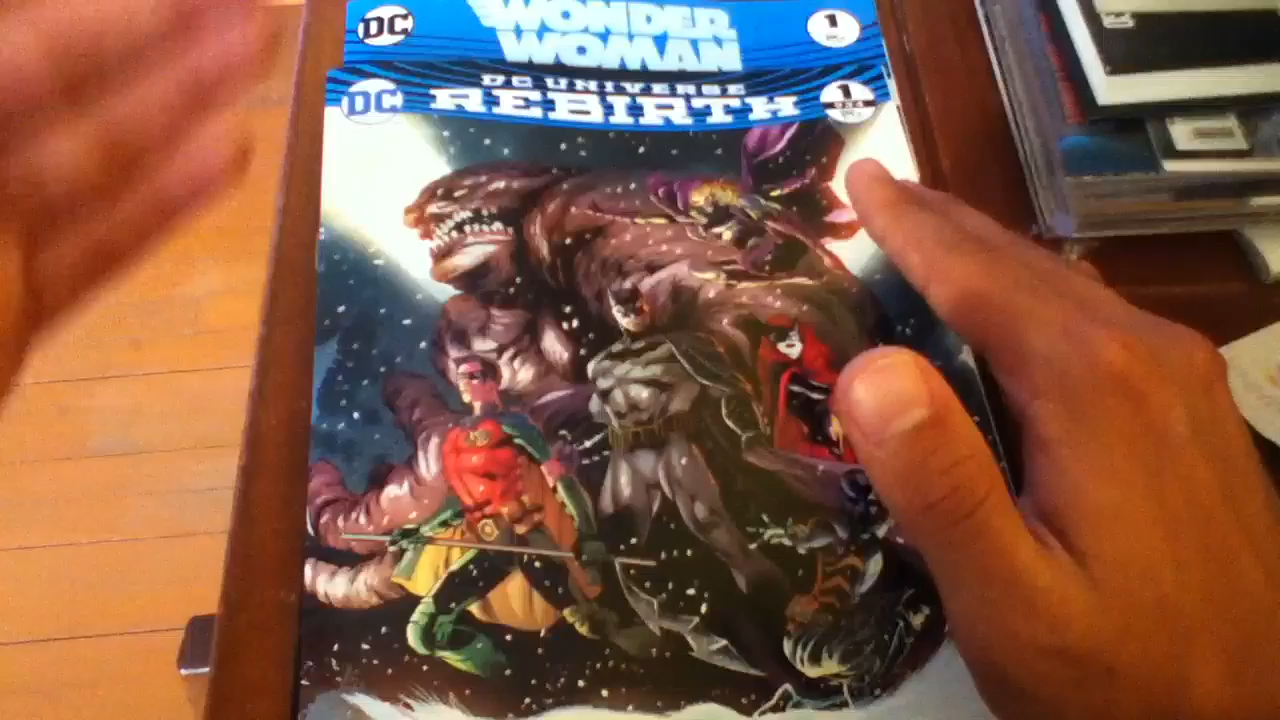 DC
WONDER
WOMAN
1
DC UNIVERSE
DC
REBIRTH
1